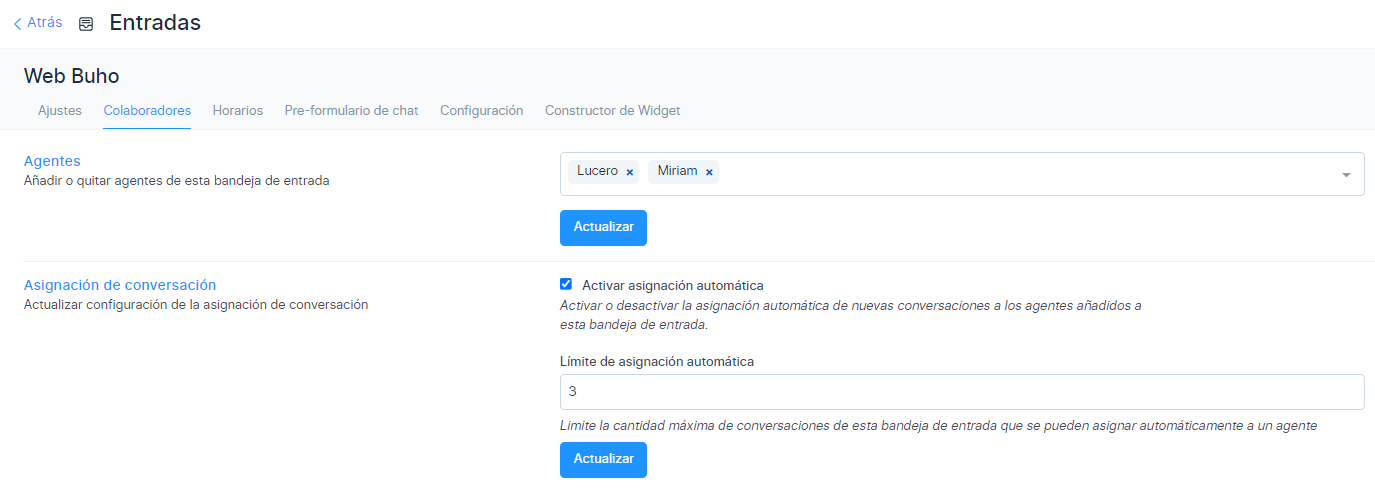 Atrás Entradas
Web Buho
Ajustes Colaboradores Horarios Pre-formulario de chat Configuración Constructor de Widget
Agentes
Añadir o quitar agentes de esta bandeja de entrada
Lucero × Miriam ×
Actualizar
Asignación de conversación
Actualizar configuración de la asignación de conversación
Activar asignación automática
Activar o desactivar la asignación automática de nuevas conversaciones a los agentes añadidos a
esta bandeja de entrada.
Límite de asignación automática
3
Limite la cantidad máxima de conversaciones de esta bandeja de entrada que se pueden asignar automáticamente a un agente
Actualizar